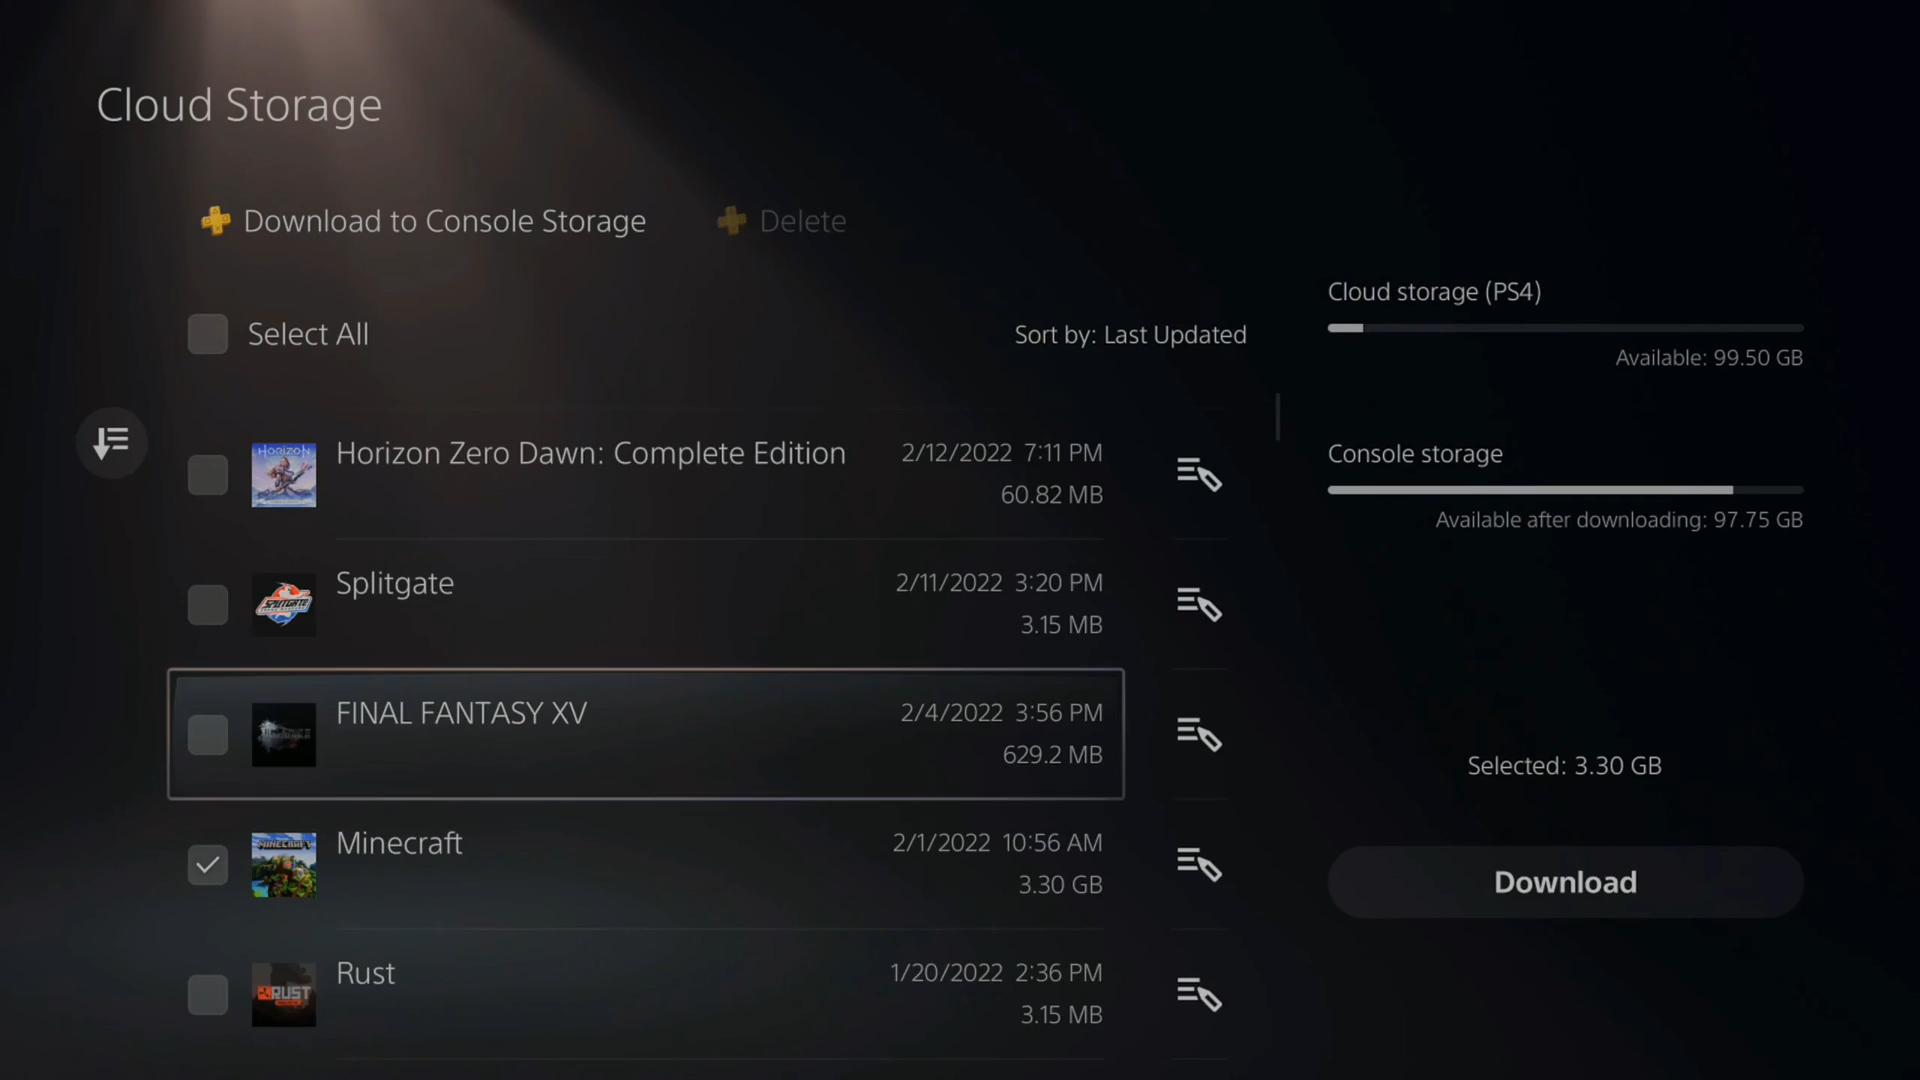 Cloud Storage
Download to Console Storage
Delete
Select All
Sort by: Last Updated
Cloud storage (PS4)
Available: 99.50 GB
Console storage
Available after downloading: 97.75 GB
HORIZON
Horizon Zero Dawn: Complete Edition
2/12/2022 7:11 PM
60.82 MB
SPLITGATE
Splitgate
2/11/2022 3:20 PM
3.15 MB
FINAL FANTASY XV
2/4/2022 3:56 PM
629.2 MB
MINECRAFT
Minecraft
2/1/2022 10:56 AM
3.30 GB
RUST
Rust
1/20/2022 2:36 PM
3.15 MB
Selected: 3.30 GB
Download